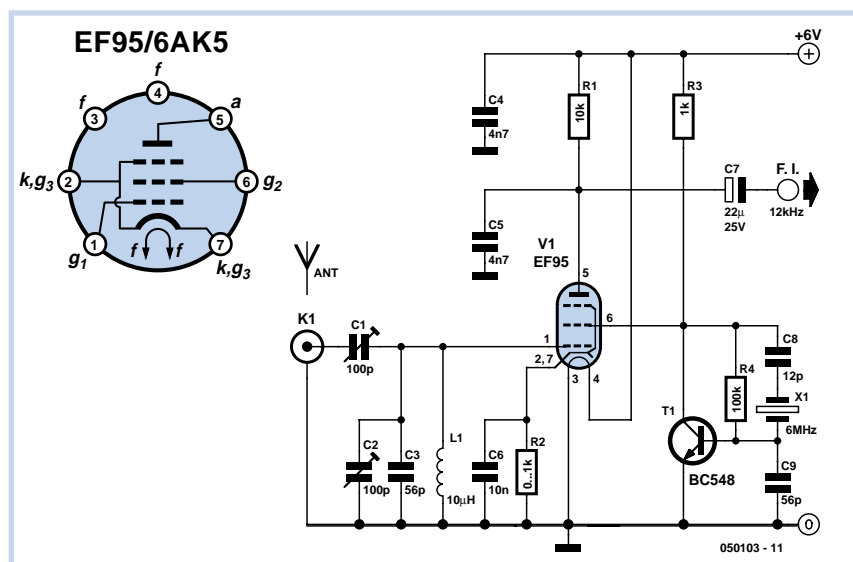 EF95/6AK5
f
4
f
3
a
5
k,g3
2
6
g2
1
g1
f
f
7
k,g3
+6V
C4
4n7
R1
10k
R3
1k
C7
22µ
25V
F. I.
12kHz
C5
4n7
V1
EF95
5
6
1
2,7
3
4
ANT
K1
C1
100p
C2
100p
C3
56p
L1
10µH
C6
10n
R2
0...1k
T1
BC548
R4
100k
C8
12p
X1
6MHz
C9
56p
0
050103 - 11